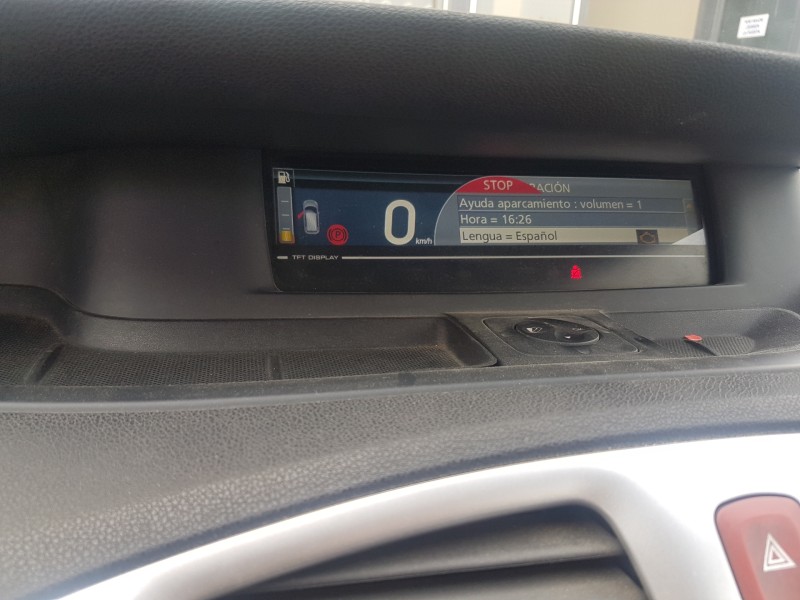 STOP RACIÓN
Ayuda aparcamiento : volumen = 1
0 km/h
Hora = 16:26
Lengua = Español
TFT DISPLAY